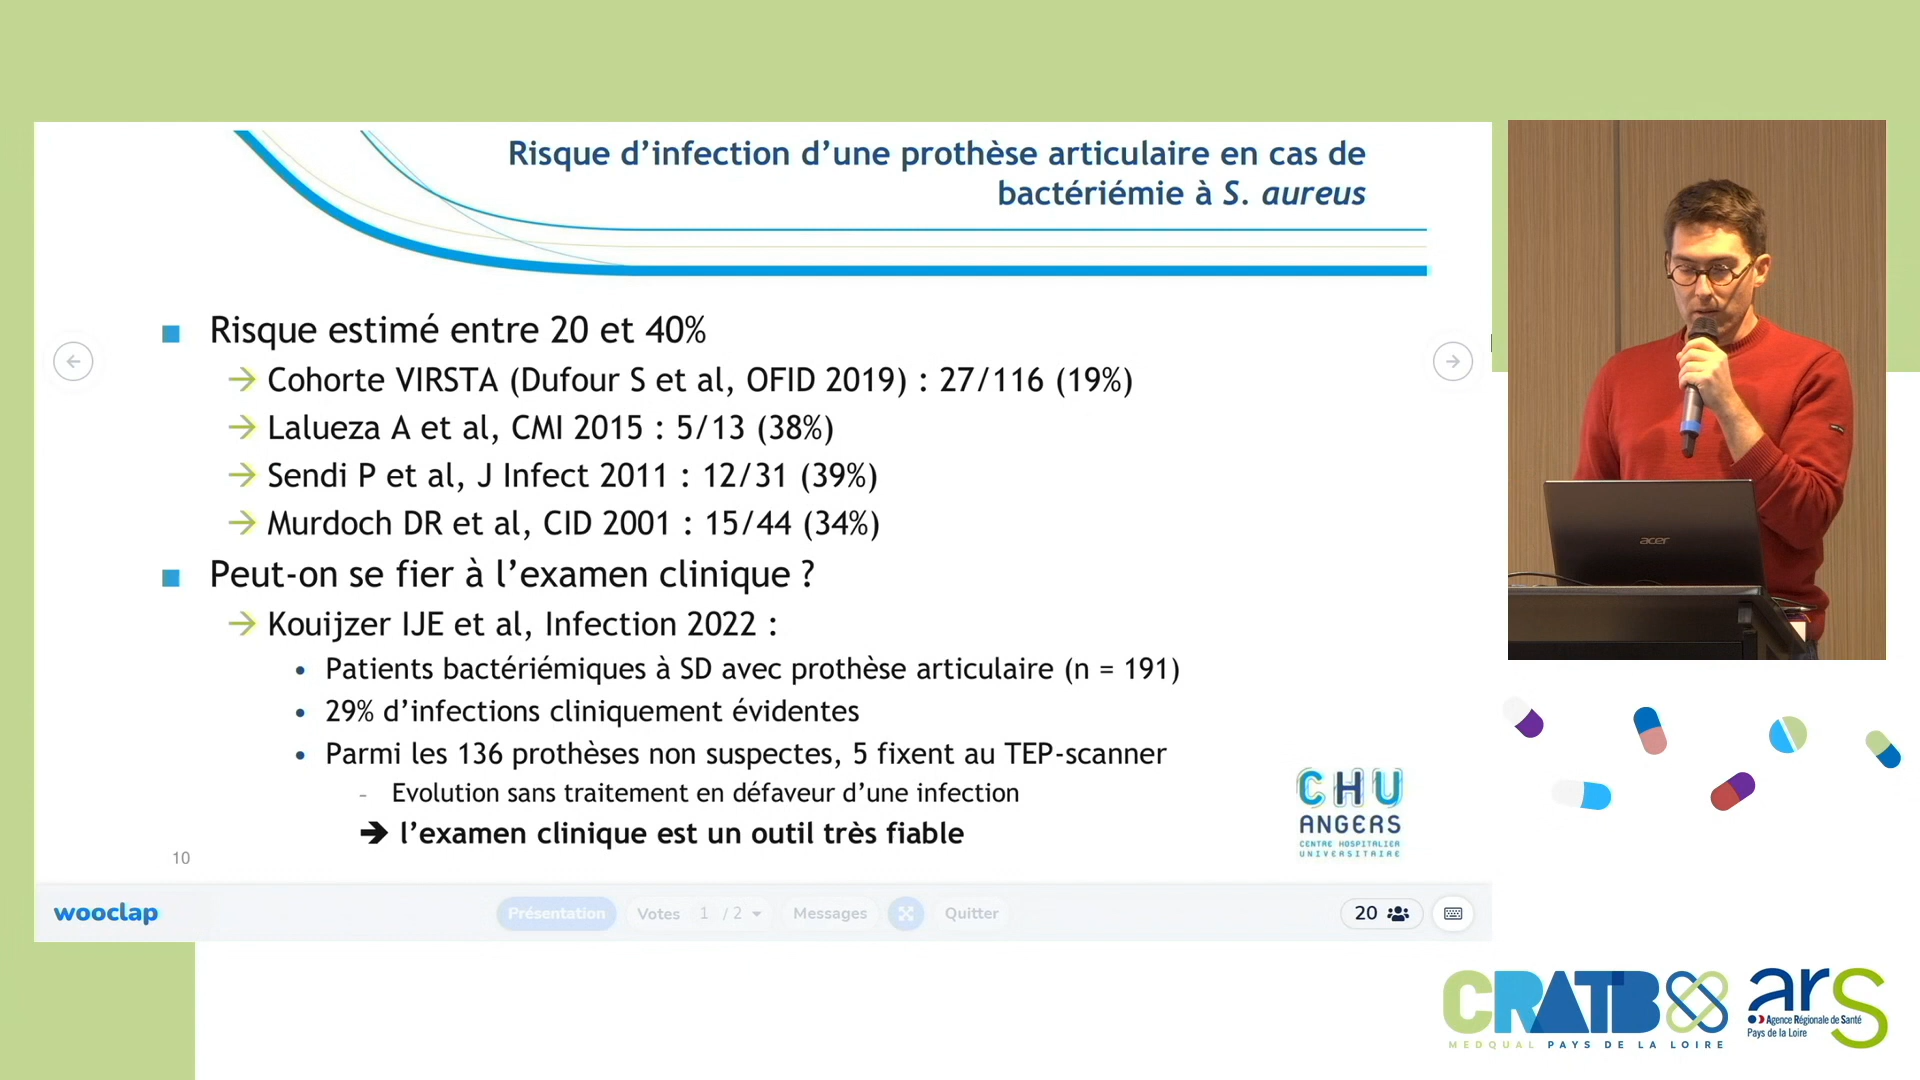 Risque d’infection d’une prothèse articulaire en cas de
bactériémie à S. aureus
Risque estimé entre 20 et 40%
Cohorte VIRSTA (Dufour S et al, OFID 2019) : 27/116 (19%)
Lalueza A et al, CMI 2015 : 5/13 (38%)
Sendi P et al, J Infect 2011 : 12/31 (39%)
Murdoch DR et al, CID 2001 : 15/44 (34%)
Peut-on se fier à l’examen clinique ?
Kouijzer IJE et al, Infection 2022 :
Patients bactériémiques à SD avec prothèse articulaire (n = 191)
29% d’infections cliniquement évidentes
Parmi les 136 prothèses non suspectes, 5 fixent au TEP-scanner
- Evolution sans traitement en défaveur d’une infection
➔ l’examen clinique est un outil très fiable
10
CHU
ANGERS
CENTRE HOSPITALIER
UNIVERSITAIRE
wooclap
Présentation
Votes 1 / 2
Messages
Quitter
20
acer
CRATB
MEDQUAL PAYS DE LA LOIRE
ars
Agence Régionale de Santé
Pays de la Loire